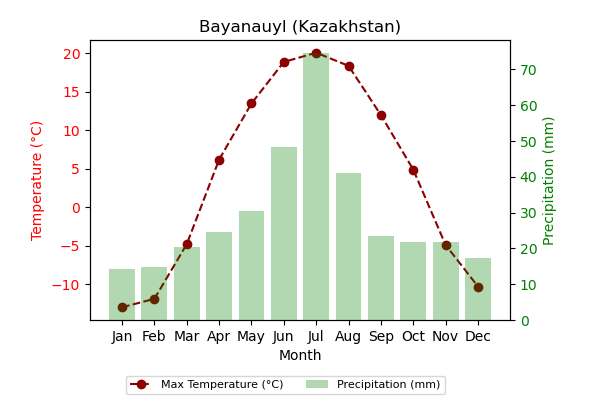 Bayanauyl (Kazakhstan)
Temperature (°C)
20
15
10
5
0
−5
−10
70
60
50
40
30
20
10
0
Precipitation (mm)
Jan Feb Mar Apr May Jun Jul Aug Sep Oct Nov Dec
Month
Max Temperature (°C) Precipitation (mm)